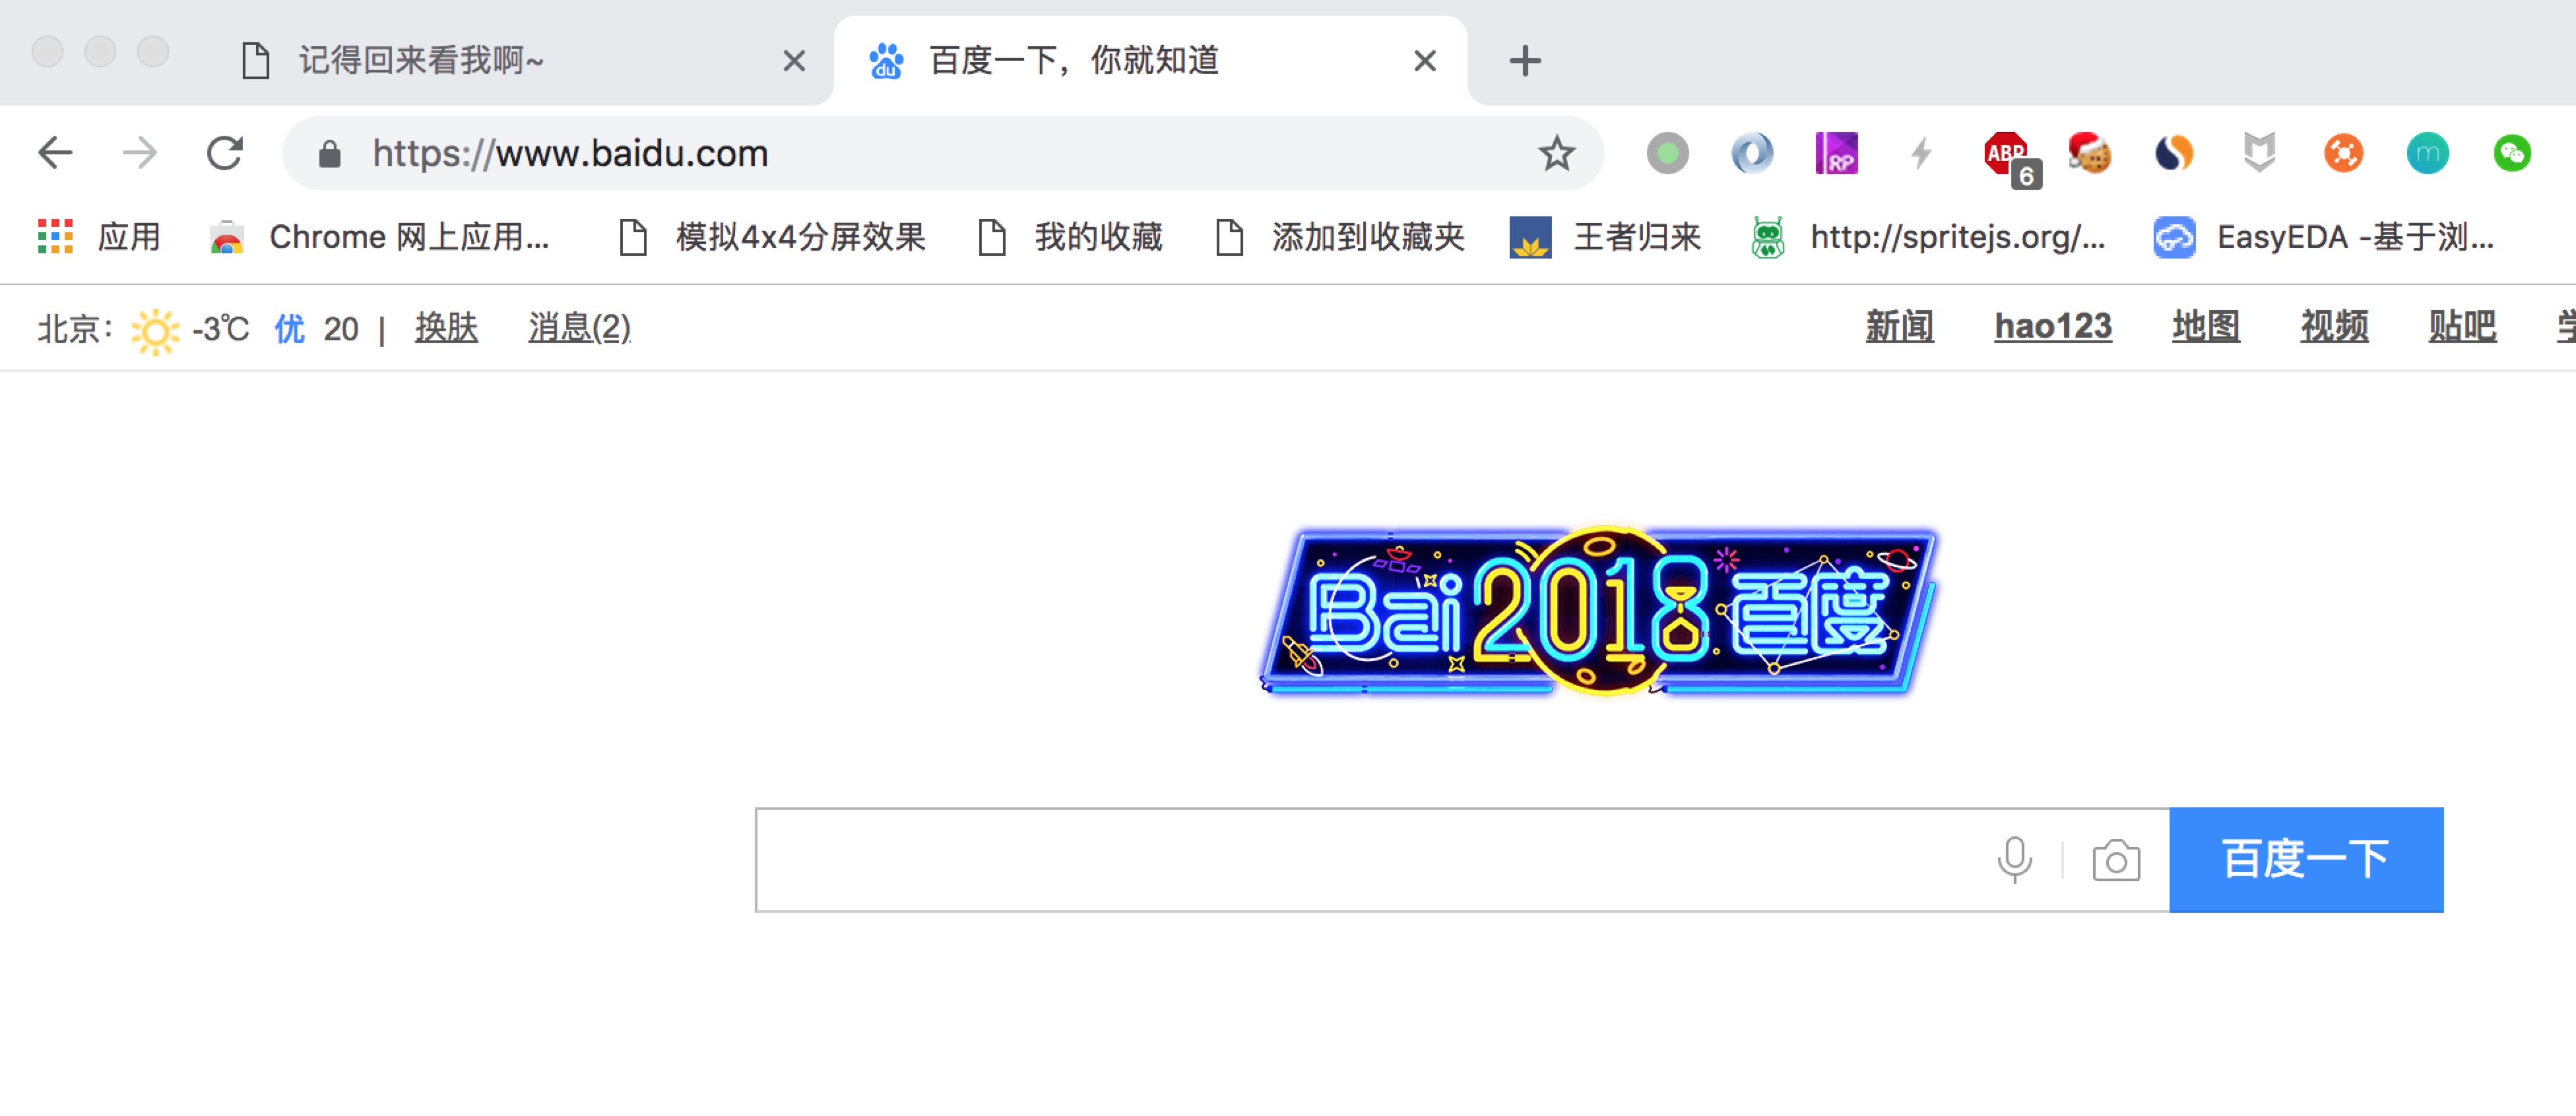 记得回来看我啊~
百度一下，你就知道
https://www.baidu.com
RP
ABP
6
m
应用
Chrome 网上应用...
模拟4x4分屏效果
我的收藏
添加到收藏夹
王者归来
http://spritejs.org/...
EasyEDA -基于浏...
北京： -3℃ 优 20 | 换肤 消息(2)
新闻 hao123 地图 视频 贴吧
Bai 2018 百度
百度一下